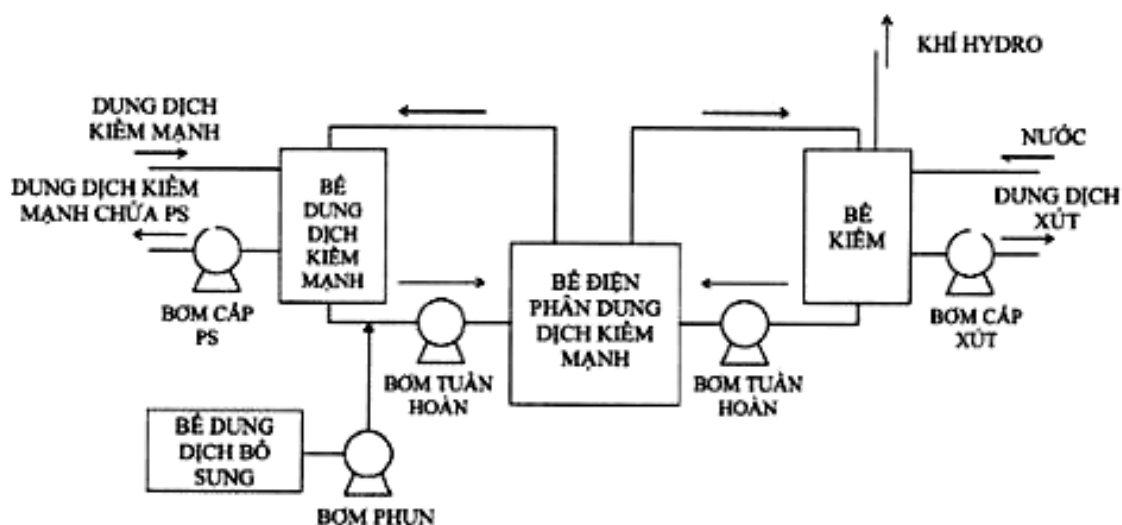 KHÍ HYDRO
DUNG DỊCH
KIỀM MẠNH
NƯỚC
DUNG DỊCH KIỀM
MẠNH CHỨA PS
DUNG DỊCH
XÚT
BỂ
DUNG
DỊCH
KIỀM
MẠNH
BỂ
KIỀM
BỂ ĐIỆN
PHÂN DUNG
DỊCH KIỀM
MẠNH
BƠM CẤP
PS
BƠM CẤP
XÚT
BƠM TUẦN
HOÀN
BƠM TUẦN
HOÀN
BỂ DUNG
DỊCH BỔ
SUNG
BƠM PHUN